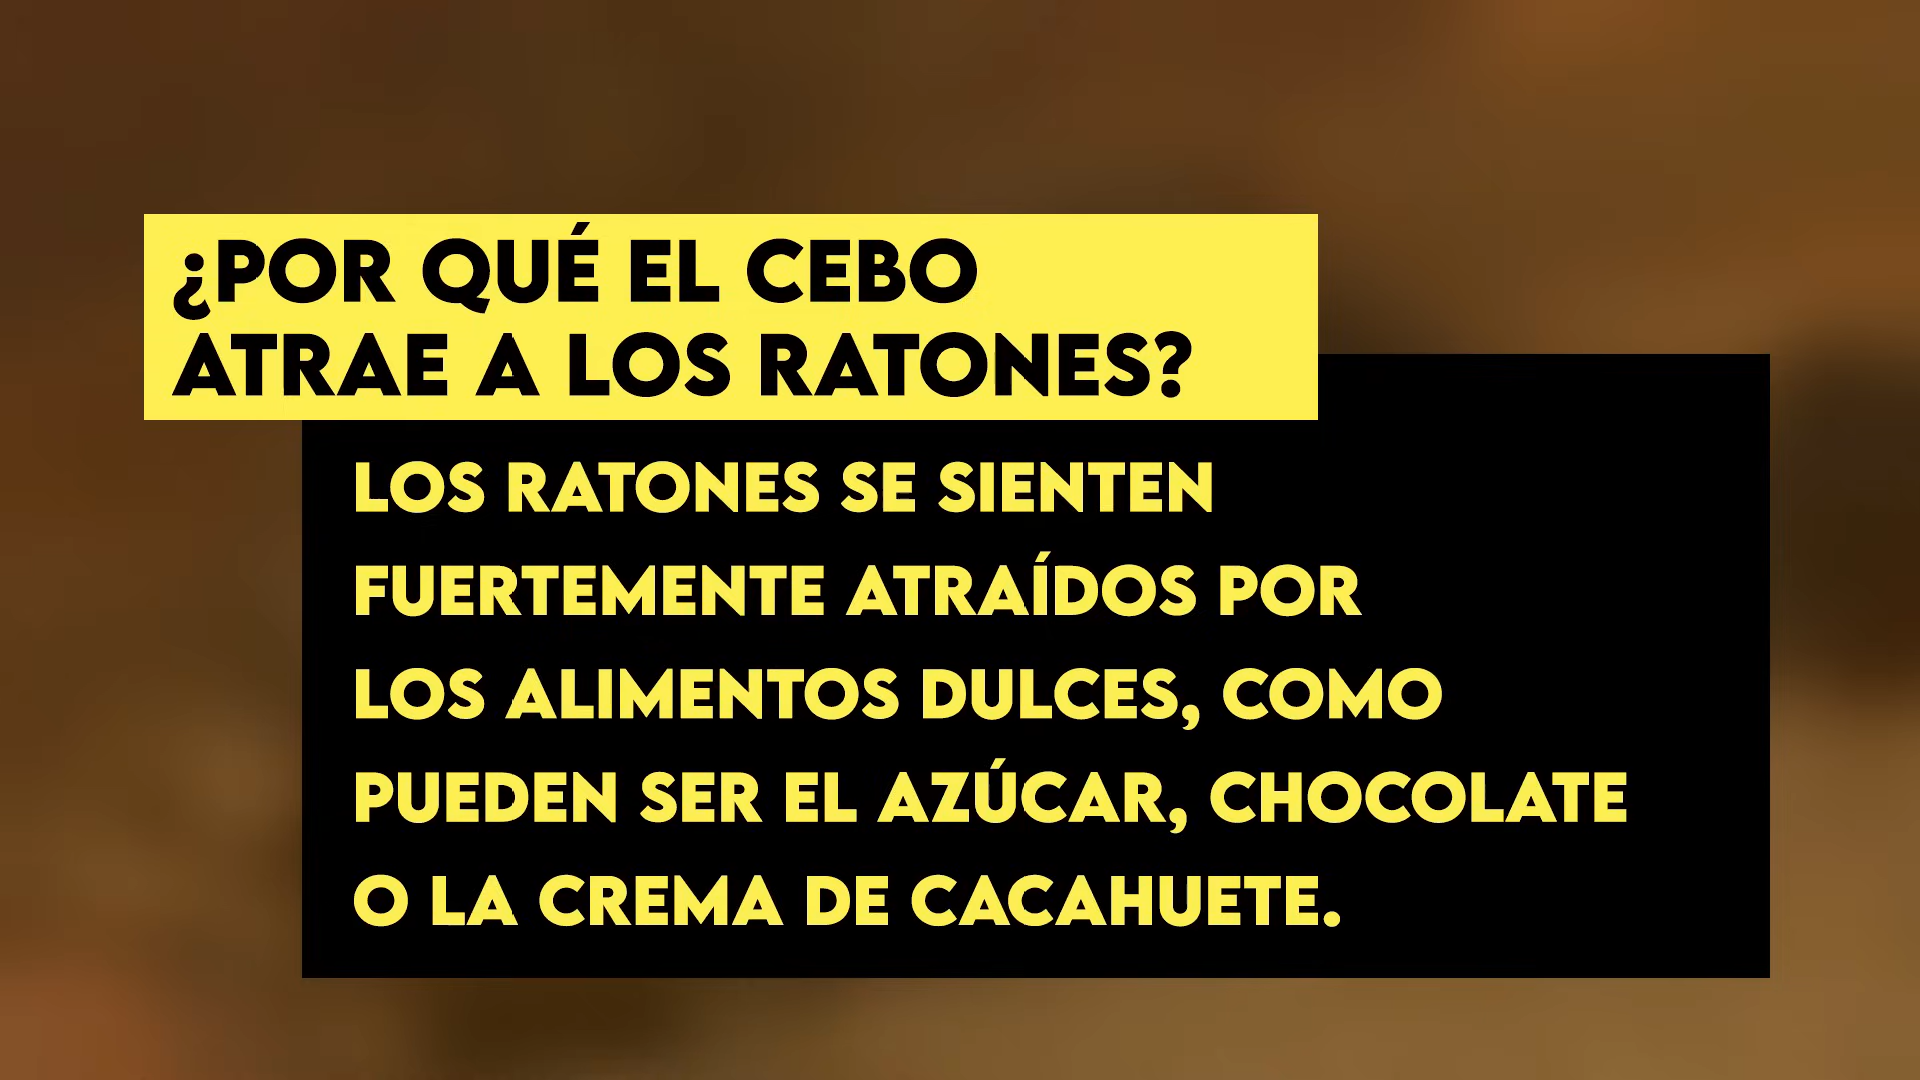 ¿POR QUÉ EL CEBO
ATRAE A LOS RATONES?
LOS RATONES SE SIENTEN
FUERTEMENTE ATRAÍDOS POR
LOS ALIMENTOS DULCES, COMO
PUEDEN SER EL AZÚCAR, CHOCOLATE
O LA CREMA DE CACAHUETE.